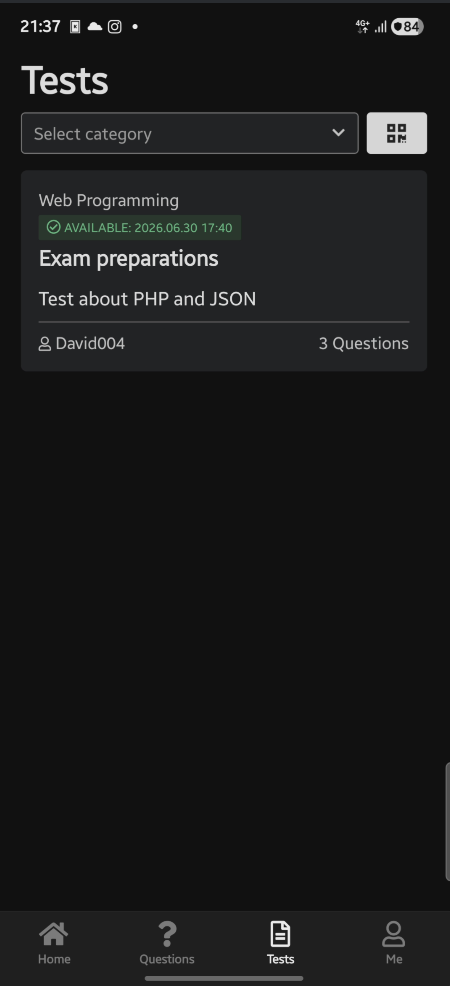 21:37
4G+
84
Tests
Select category
Web Programming
AVAILABLE: 2026.06.30 17:40
Exam preparations
Test about PHP and JSON
David004
3 Questions
Home
Questions
Tests
Me